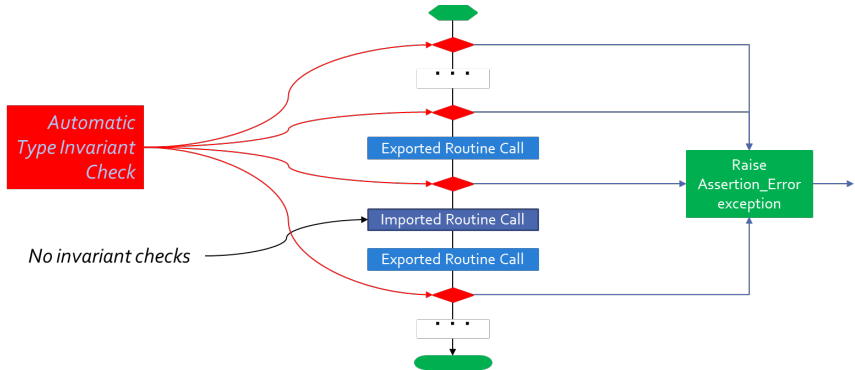 . . .
Automatic
Type Invariant
Check
Exported Routine Call
Raise
Assertion_Error
exception
Imported Routine Call
No invariant checks
Exported Routine Call
. . .